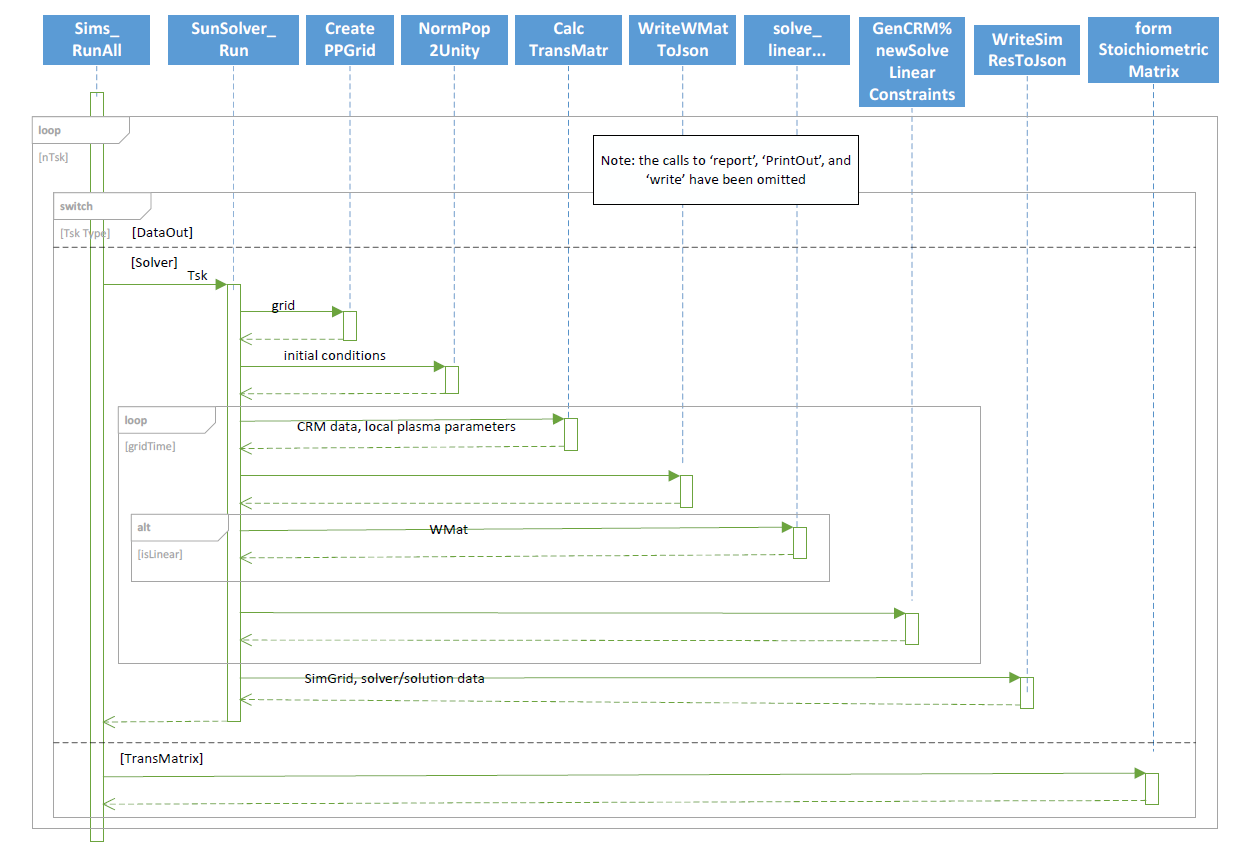 Sims_
RunAll
SunSolver_
Run
Create
PPGrid
NormPop
2Unity
Calc
TransMatr
WriteWMat
ToJson
solve_
linear...
GenCRM%
newSolve
Linear
Constraints
WriteSim
ResToJson
form
Stoichiometric
Matrix
loop
[nTsk]
Note: the calls to ‘report’, ‘PrintOut’, and
‘write’ have been omitted
switch
[Tsk Type]
[DataOut]
[Solver]
Tsk
grid
initial conditions
loop
[gridTime]
CRM data, local plasma parameters
alt
[isLinear]
WMat
SimGrid, solver/solution data
[TransMatrix]